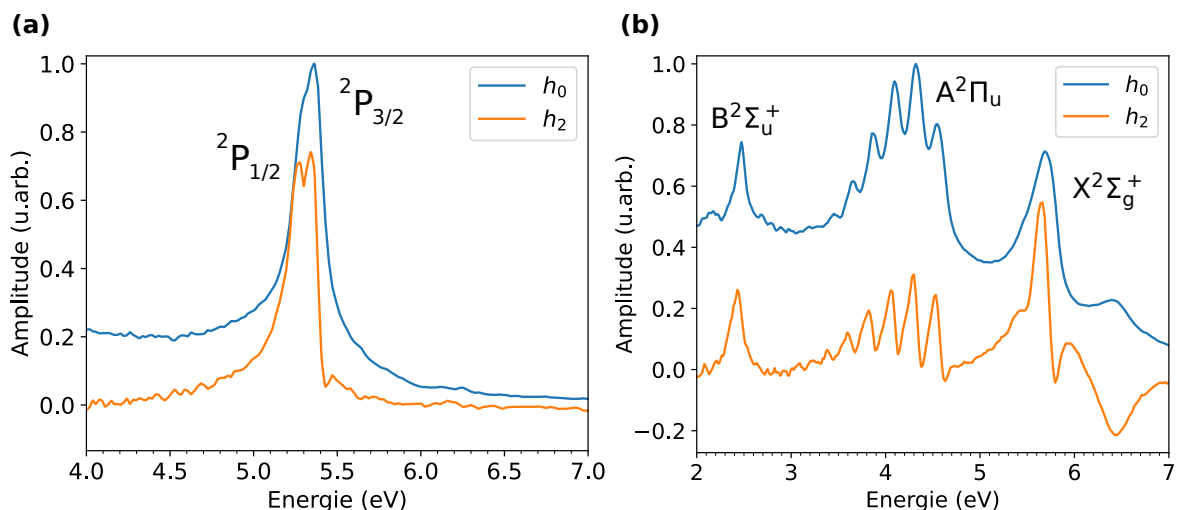 (a)
1.0
0.8
0.6
0.4
0.2
0.0
Amplitude (u.arb.)
4.0 4.5 5.0 5.5 6.0 6.5 7.0
Energie (eV)
²P₃/₂
²P₁/₂
h₀
h₂
(b)
1.0
0.8
0.6
0.4
0.2
0.0
−0.2
Amplitude (u.arb.)
2 3 4 5 6 7
Energie (eV)
B²Σᵤ⁺
A²Πᵤ
X²Σg⁺
h₀
h₂